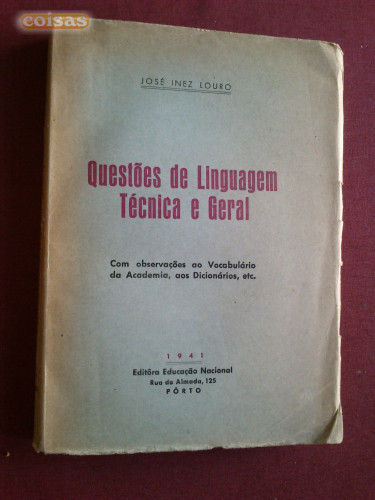 coisas
JOSÉ INEZ LOURO
Questões de Linguagem
Técnica e Geral
Com observações ao Vocabulário
da Academia, aos Dicionários, etc.
1941
Editôra Educação Nacional
Rua do Almada, 125
PÔRTO